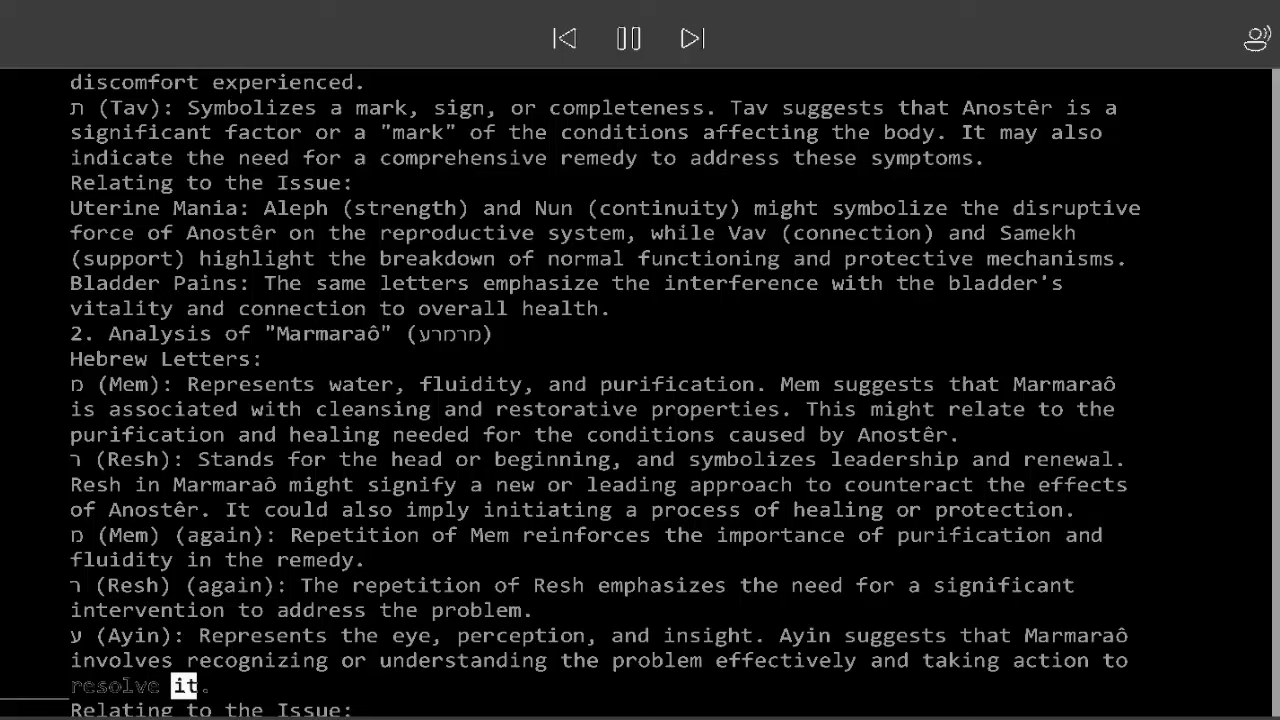 discomfort experienced.
ת (Tav): Symbolizes a mark, sign, or completeness. Tav suggests that Anostêr is a
significant factor or a "mark" of the conditions affecting the body. It may also
indicate the need for a comprehensive remedy to address these symptoms.
Relating to the Issue:
Uterine Mania: Aleph (strength) and Nun (continuity) might symbolize the disruptive
force of Anostêr on the reproductive system, while Vav (connection) and Samekh
(support) highlight the breakdown of normal functioning and protective mechanisms.
Bladder Pains: The same letters emphasize the interference with the bladder's
vitality and connection to overall health.
2. Analysis of "Marmaraô" (מרמרע)
Hebrew Letters:
מ (Mem): Represents water, fluidity, and purification. Mem suggests that Marmaraô
is associated with cleansing and restorative properties. This might relate to the
purification and healing needed for the conditions caused by Anostêr.
ר (Resh): Stands for the head or beginning, and symbolizes leadership and renewal.
Resh in Marmaraô might signify a new or leading approach to counteract the effects
of Anostêr. It could also imply initiating a process of healing or protection.
מ (Mem) (again): Repetition of Mem reinforces the importance of purification and
fluidity in the remedy.
ר (Resh) (again): The repetition of Resh emphasizes the need for a significant
intervention to address the problem.
ע (Ayin): Represents the eye, perception, and insight. Ayin suggests that Marmaraô
involves recognizing or understanding the problem effectively and taking action to
resolve it.
Relating to the Issue: